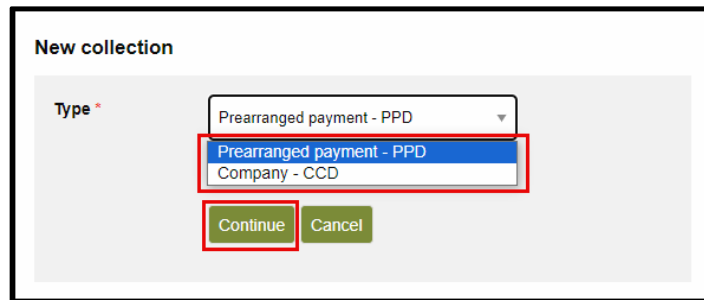 New collection
Type *
Prearranged payment - PPD
Prearranged payment - PPD
Company - CCD
Continue Cancel